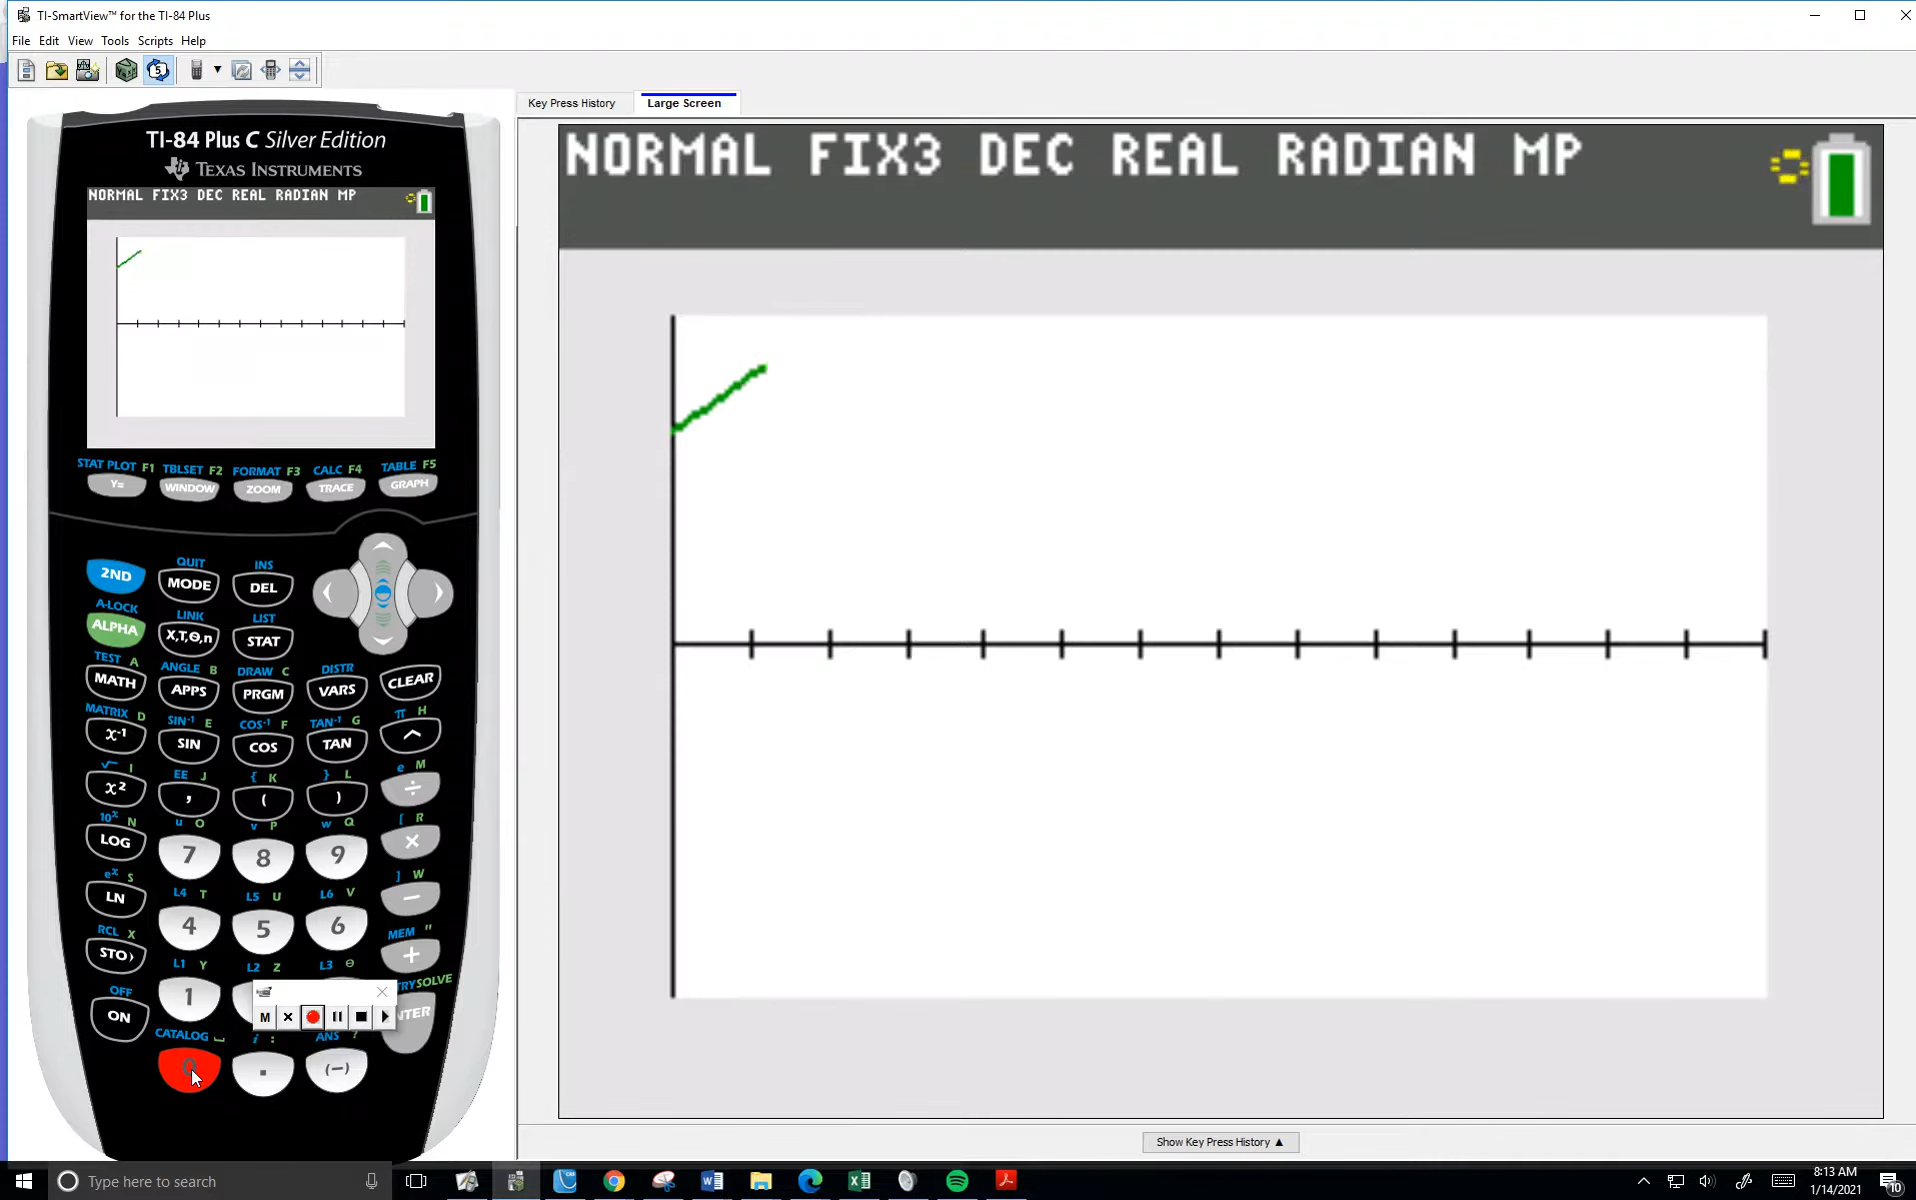 TI-SmartView™ for the TI-84 Plus
File Edit View Tools Scripts Help
Key Press History Large Screen
TI-84 Plus C Silver Edition
TEXAS INSTRUMENTS
NORMAL FIX3 DEC REAL RADIAN MP
NORMAL FIX3 DEC REAL RADIAN MP
STAT PLOT F1 TBLSET F2 FORMAT F3 CALC F4 TABLE F5
Y= WINDOW ZOOM TRACE GRAPH
QUIT INS
2ND MODE DEL
A-LOCK LINK LIST
ALPHA X,T,Θ,n STAT
TEST A ANGLE B DRAW C DISTR
MATH APPS PRGM VARS CLEAR
MATRIX D SIN⁻¹ E COS⁻¹ F TAN⁻¹ G π H
x⁻¹ SIN COS TAN ^
√ I EE J { K } L e M
x² , ( ) ÷
10ˣ N u O v P w Q [ R
LOG 7 8 9 ×
eˣ S L4 T L5 U L6 V ] W
LN 4 5 6 −
RCL X L1 Y L2 Z L3 Θ MEM "
STO› 1 +
OFF TRY SOLVE
ON NTER
M
CATALOG i : ANS ?
0 . (−)
Show Key Press History ▲
Type here to search
8:13 AM
1/14/2021
10